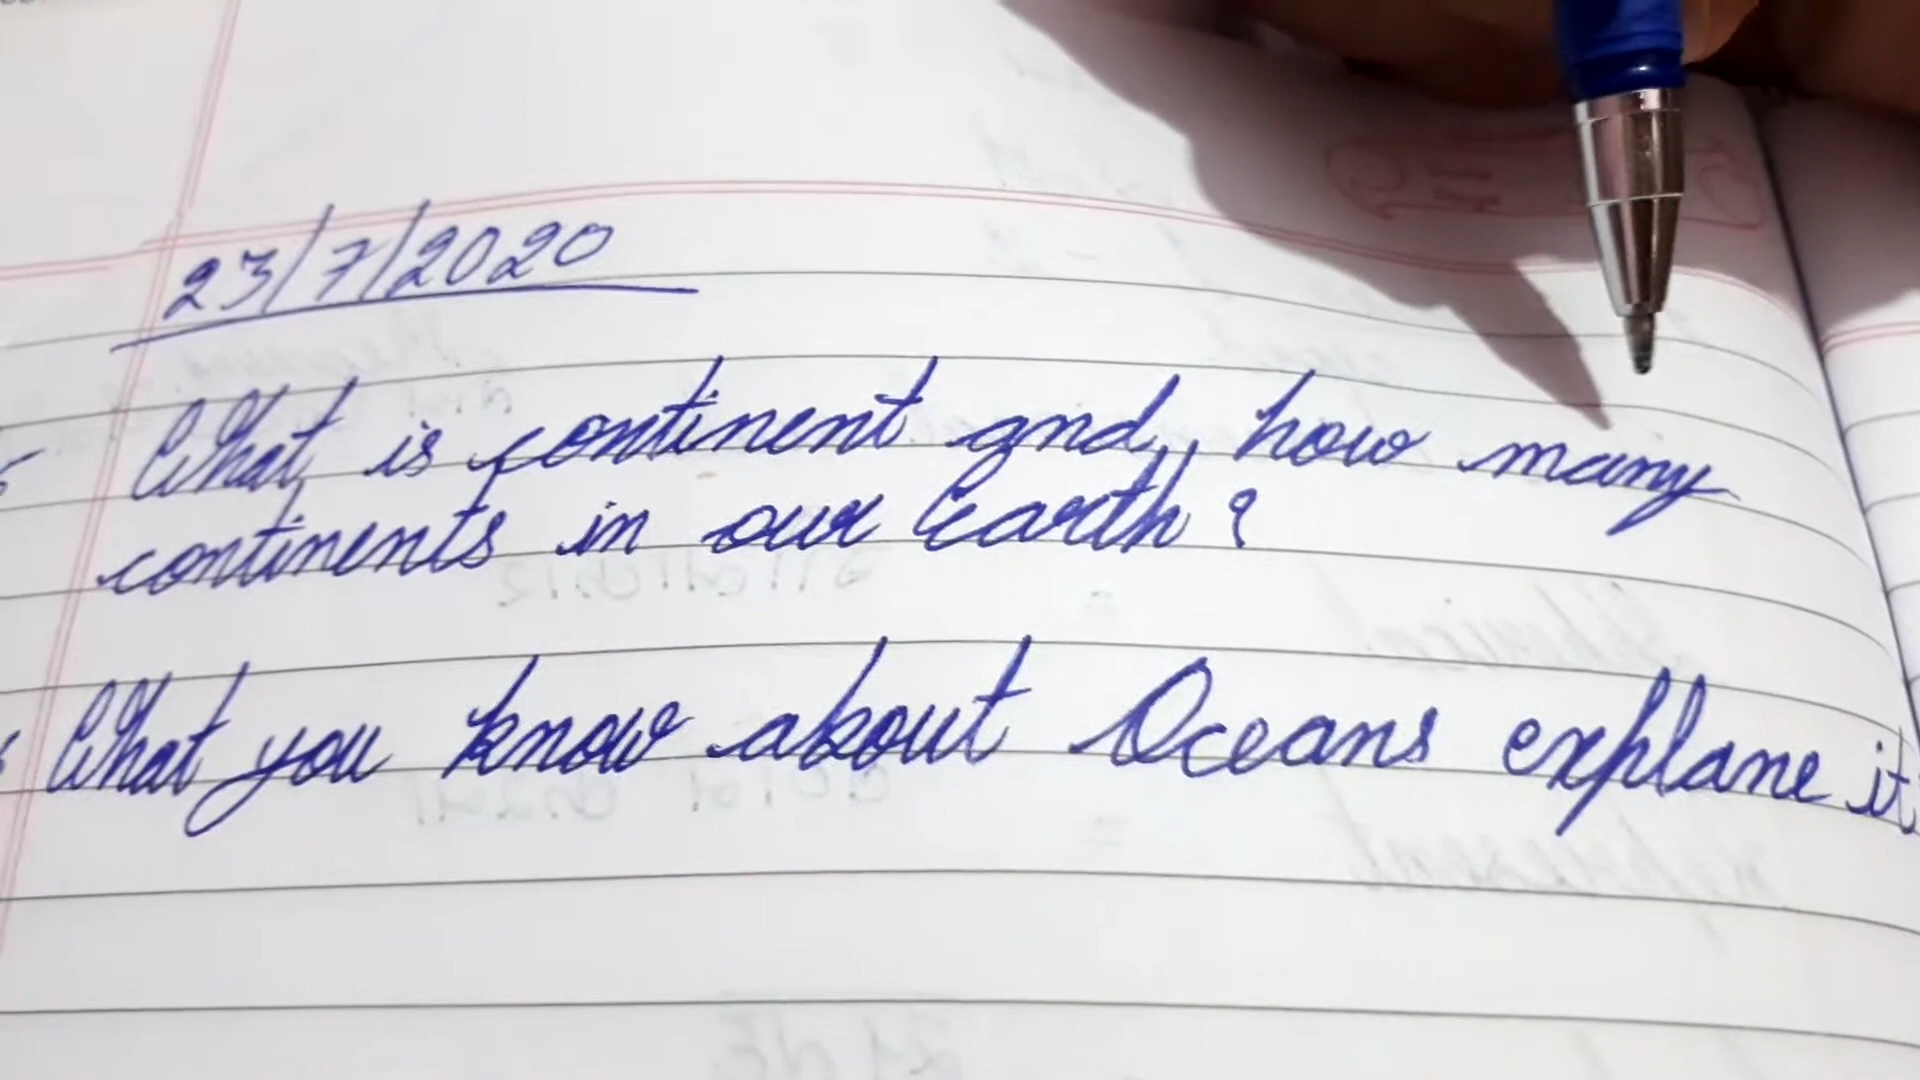 23/7/2020
What is continent and, how many
continents in our Earth?
What you know about Oceans explane it